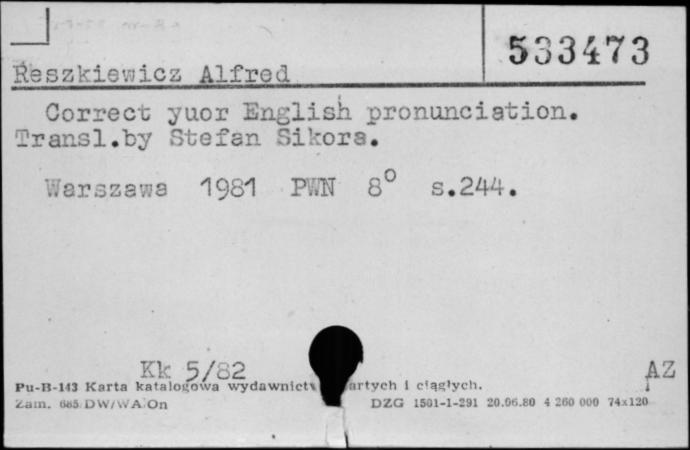 533473
Reszkiewicz Alfred
Correct yuor English pronunciation.
Transl.by Stefan Sikora.
Warszawa 1981 PWN 8° s.244.
Kk 5/82 AZ
Pu-B-143 Karta katalogowa wydawnictw artych i ciągłych.
Zam. 685/DW/WA/On DZG 1501-I-291 20.06.80 4 260 000 74x120